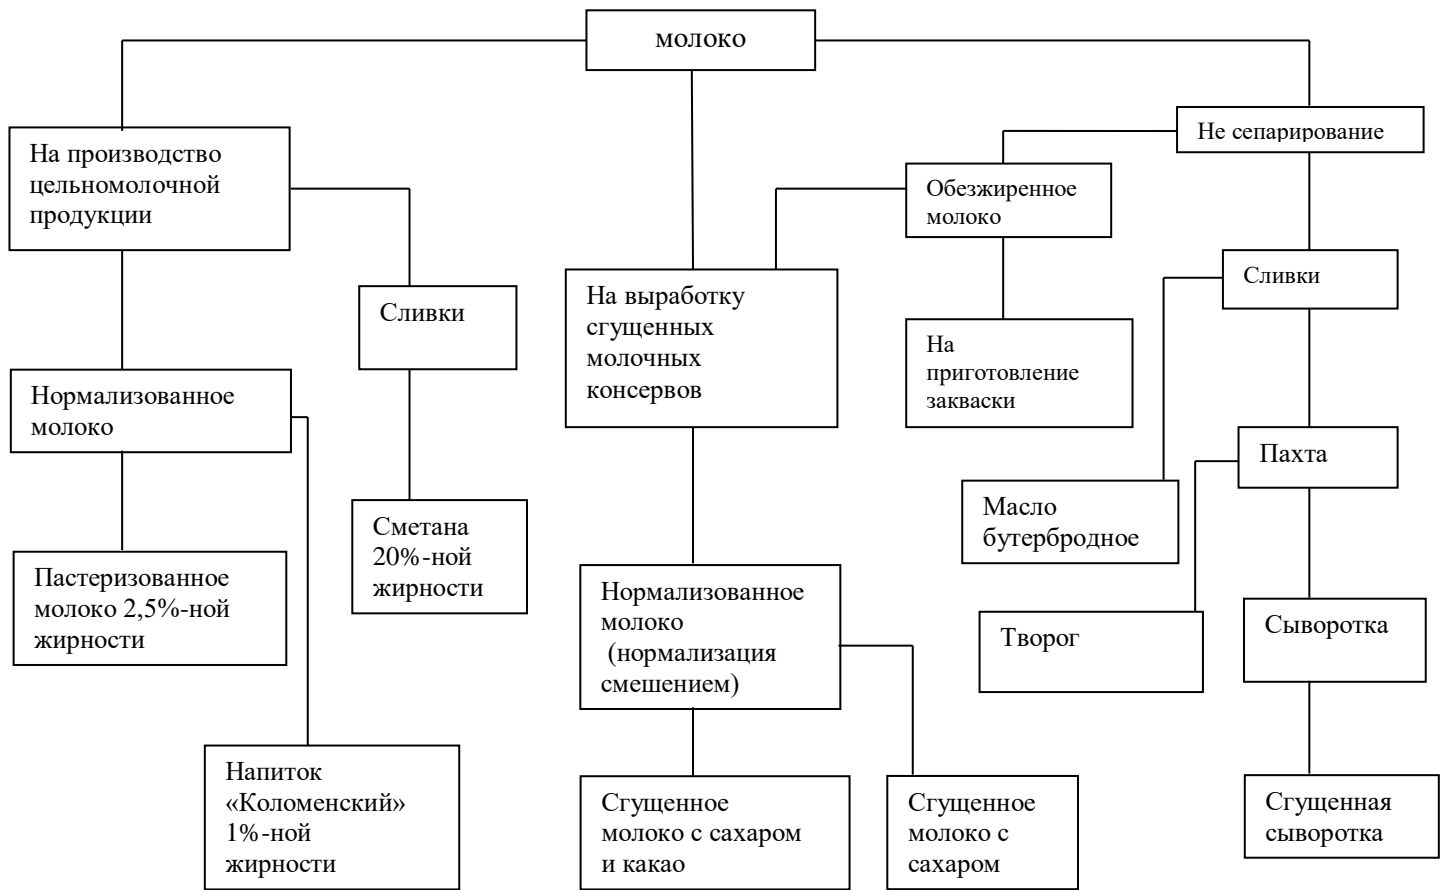 молоко
Не сепарирование
На производство
цельномолочной
продукции
Обезжиренное
молоко
Сливки
Сливки
На выработку
сгущенных
молочных
консервов
На
приготовление
закваски
Нормализованное
молоко
Пахта
Масло
бутербродное
Сметана
20%-ной
жирности
Пастеризованное
молоко 2,5%-ной
жирности
Нормализованное
молоко
(нормализация
смешением)
Творог
Сыворотка
Напиток
«Коломенский»
1%-ной
жирности
Сгущенное
молоко с сахаром
и какао
Сгущенное
молоко с
сахаром
Сгущенная
сыворотка